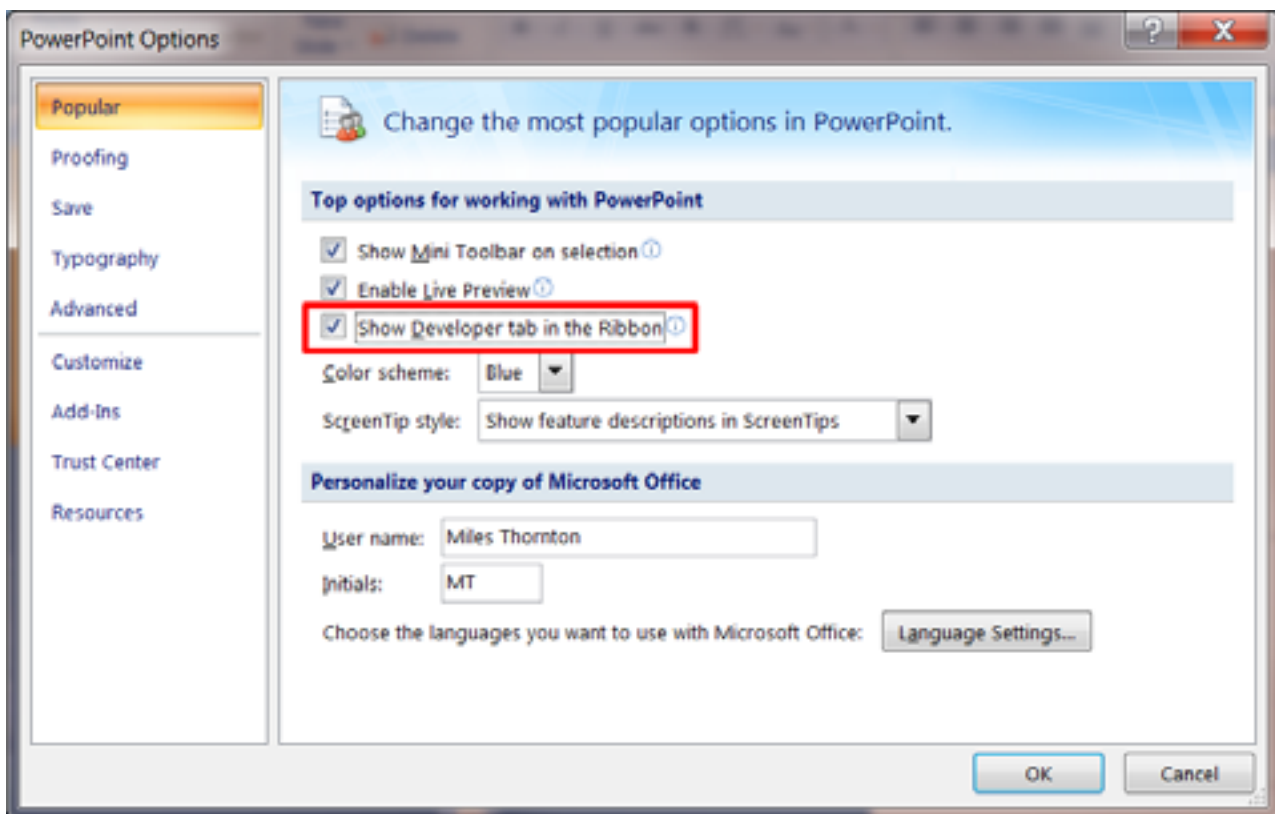 PowerPoint Options
Popular
Proofing
Save
Typography
Advanced
Customize
Add-Ins
Trust Center
Resources
Change the most popular options in PowerPoint.
Top options for working with PowerPoint
Show Mini Toolbar on selection
Enable Live Preview
Show Developer tab in the Ribbon
Color scheme: Blue
ScreenTip style: Show feature descriptions in ScreenTips
Personalize your copy of Microsoft Office
User name: Miles Thornton
Initials: MT
Choose the languages you want to use with Microsoft Office: Language Settings...
OK Cancel